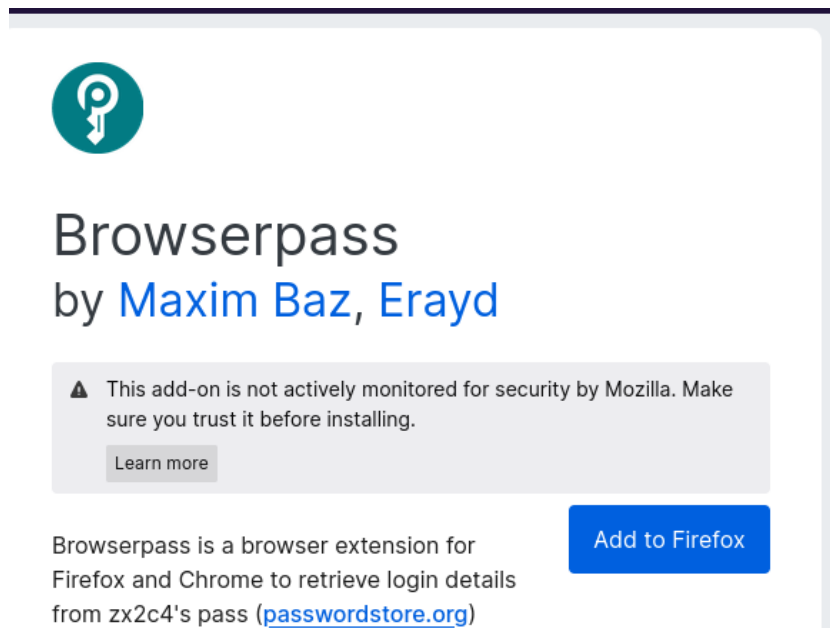 Browserpass
by Maxim Baz, Erayd
This add-on is not actively monitored for security by Mozilla. Make
sure you trust it before installing.
Learn more
Browserpass is a browser extension for
Firefox and Chrome to retrieve login details
from zx2c4's pass (passwordstore.org)
Add to Firefox